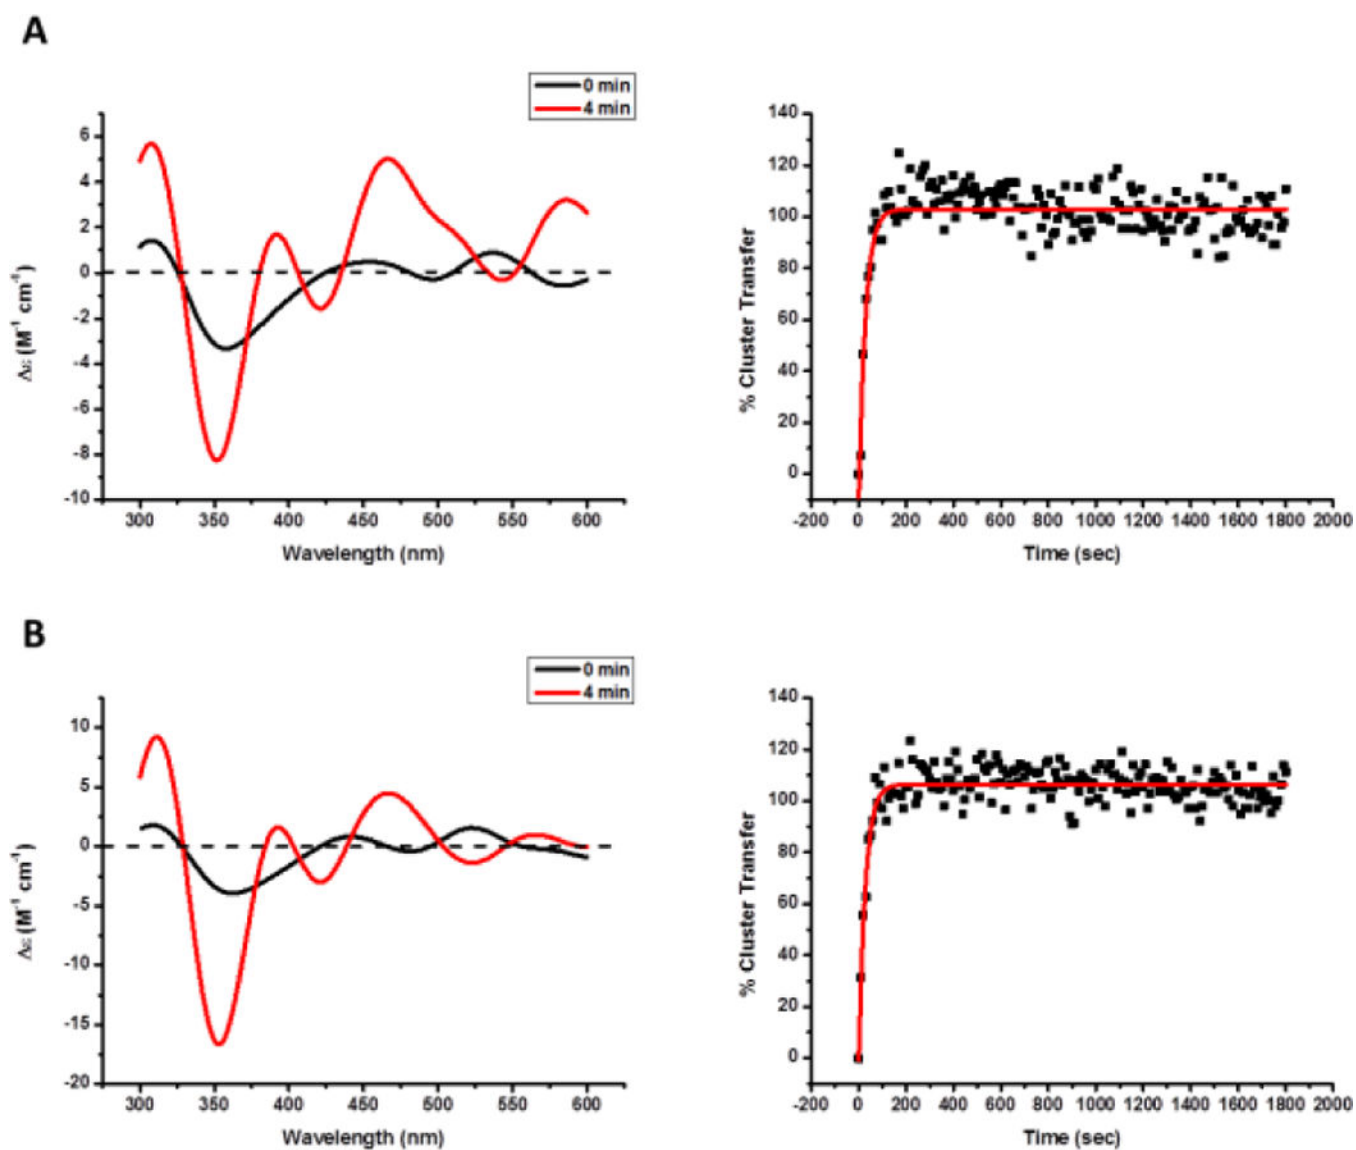 A
0 min
4 min
6
4
2
0
-2
-4
-6
-8
-10
Δε (M⁻¹ cm⁻¹)
300 350 400 450 500 550 600
Wavelength (nm)
140
120
100
80
60
40
20
0
% Cluster Transfer
-200 0 200 400 600 800 1000 1200 1400 1600 1800 2000
Time (sec)
B
0 min
4 min
10
5
0
-5
-10
-15
-20
Δε (M⁻¹ cm⁻¹)
300 350 400 450 500 550 600
Wavelength (nm)
140
120
100
80
60
40
20
0
% Cluster Transfer
-200 0 200 400 600 800 1000 1200 1400 1600 1800 2000
Time (sec)